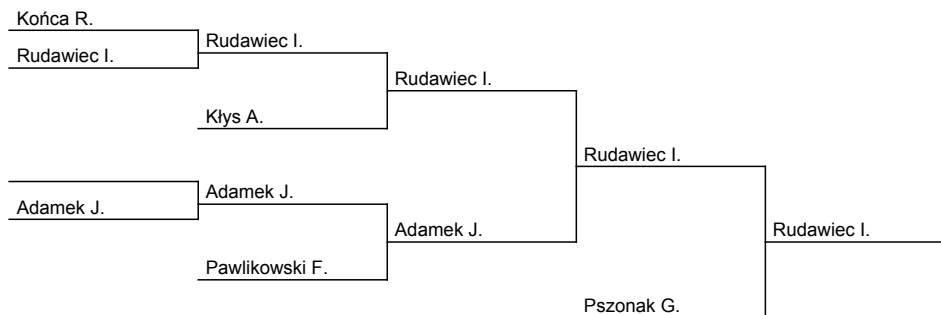 Końca R.
Rudawiec I.
Rudawiec I.
Rudawiec I.
Kłys A.
Rudawiec I.
Adamek J.
Adamek J.
Adamek J.
Rudawiec I.
Pawlikowski F.
Pszonak G.